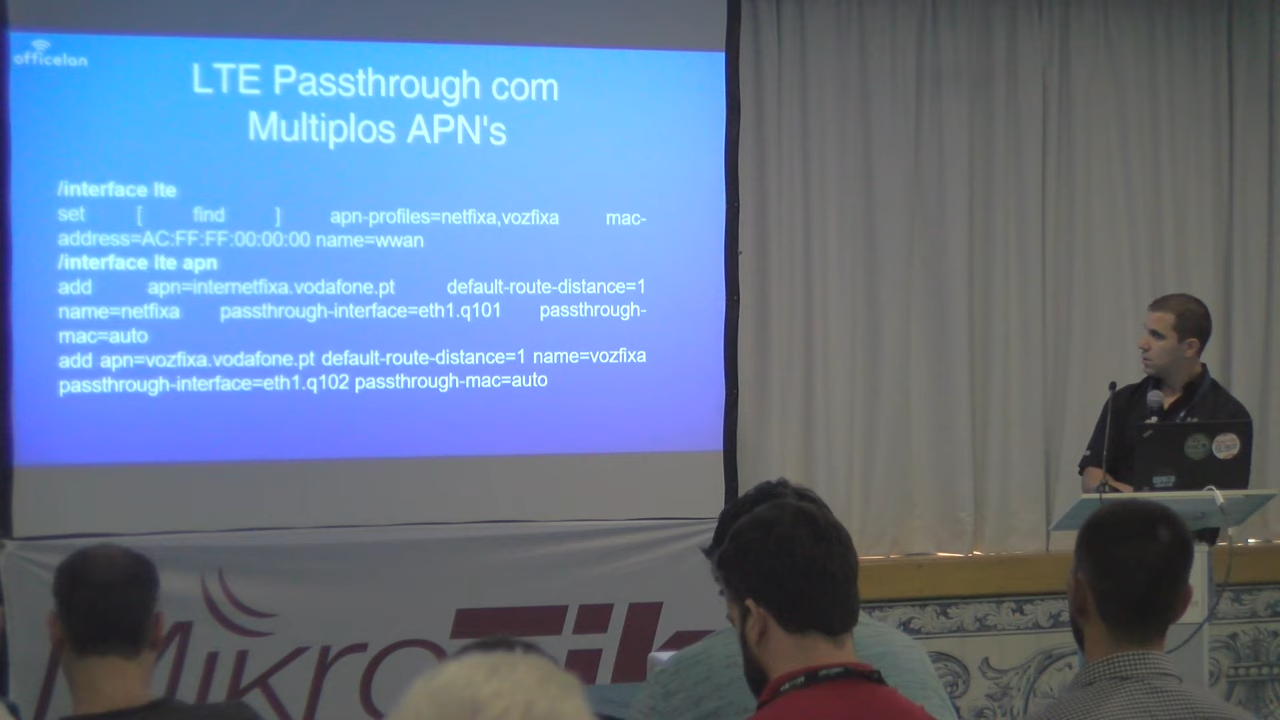 officelan
LTE Passthrough com
Multiplos APN's
/interface lte
set [ find ] apn-profiles=netfixa,vozfixa mac-
address=AC:FF:FF:00:00:00 name=wwan
/interface lte apn
add apn=internetfixa.vodafone.pt default-route-distance=1
name=netfixa passthrough-interface=eth1.q101 passthrough-
mac=auto
add apn=vozfixa.vodafone.pt default-route-distance=1 name=vozfixa
passthrough-interface=eth1.q102 passthrough-mac=auto
MikroTik